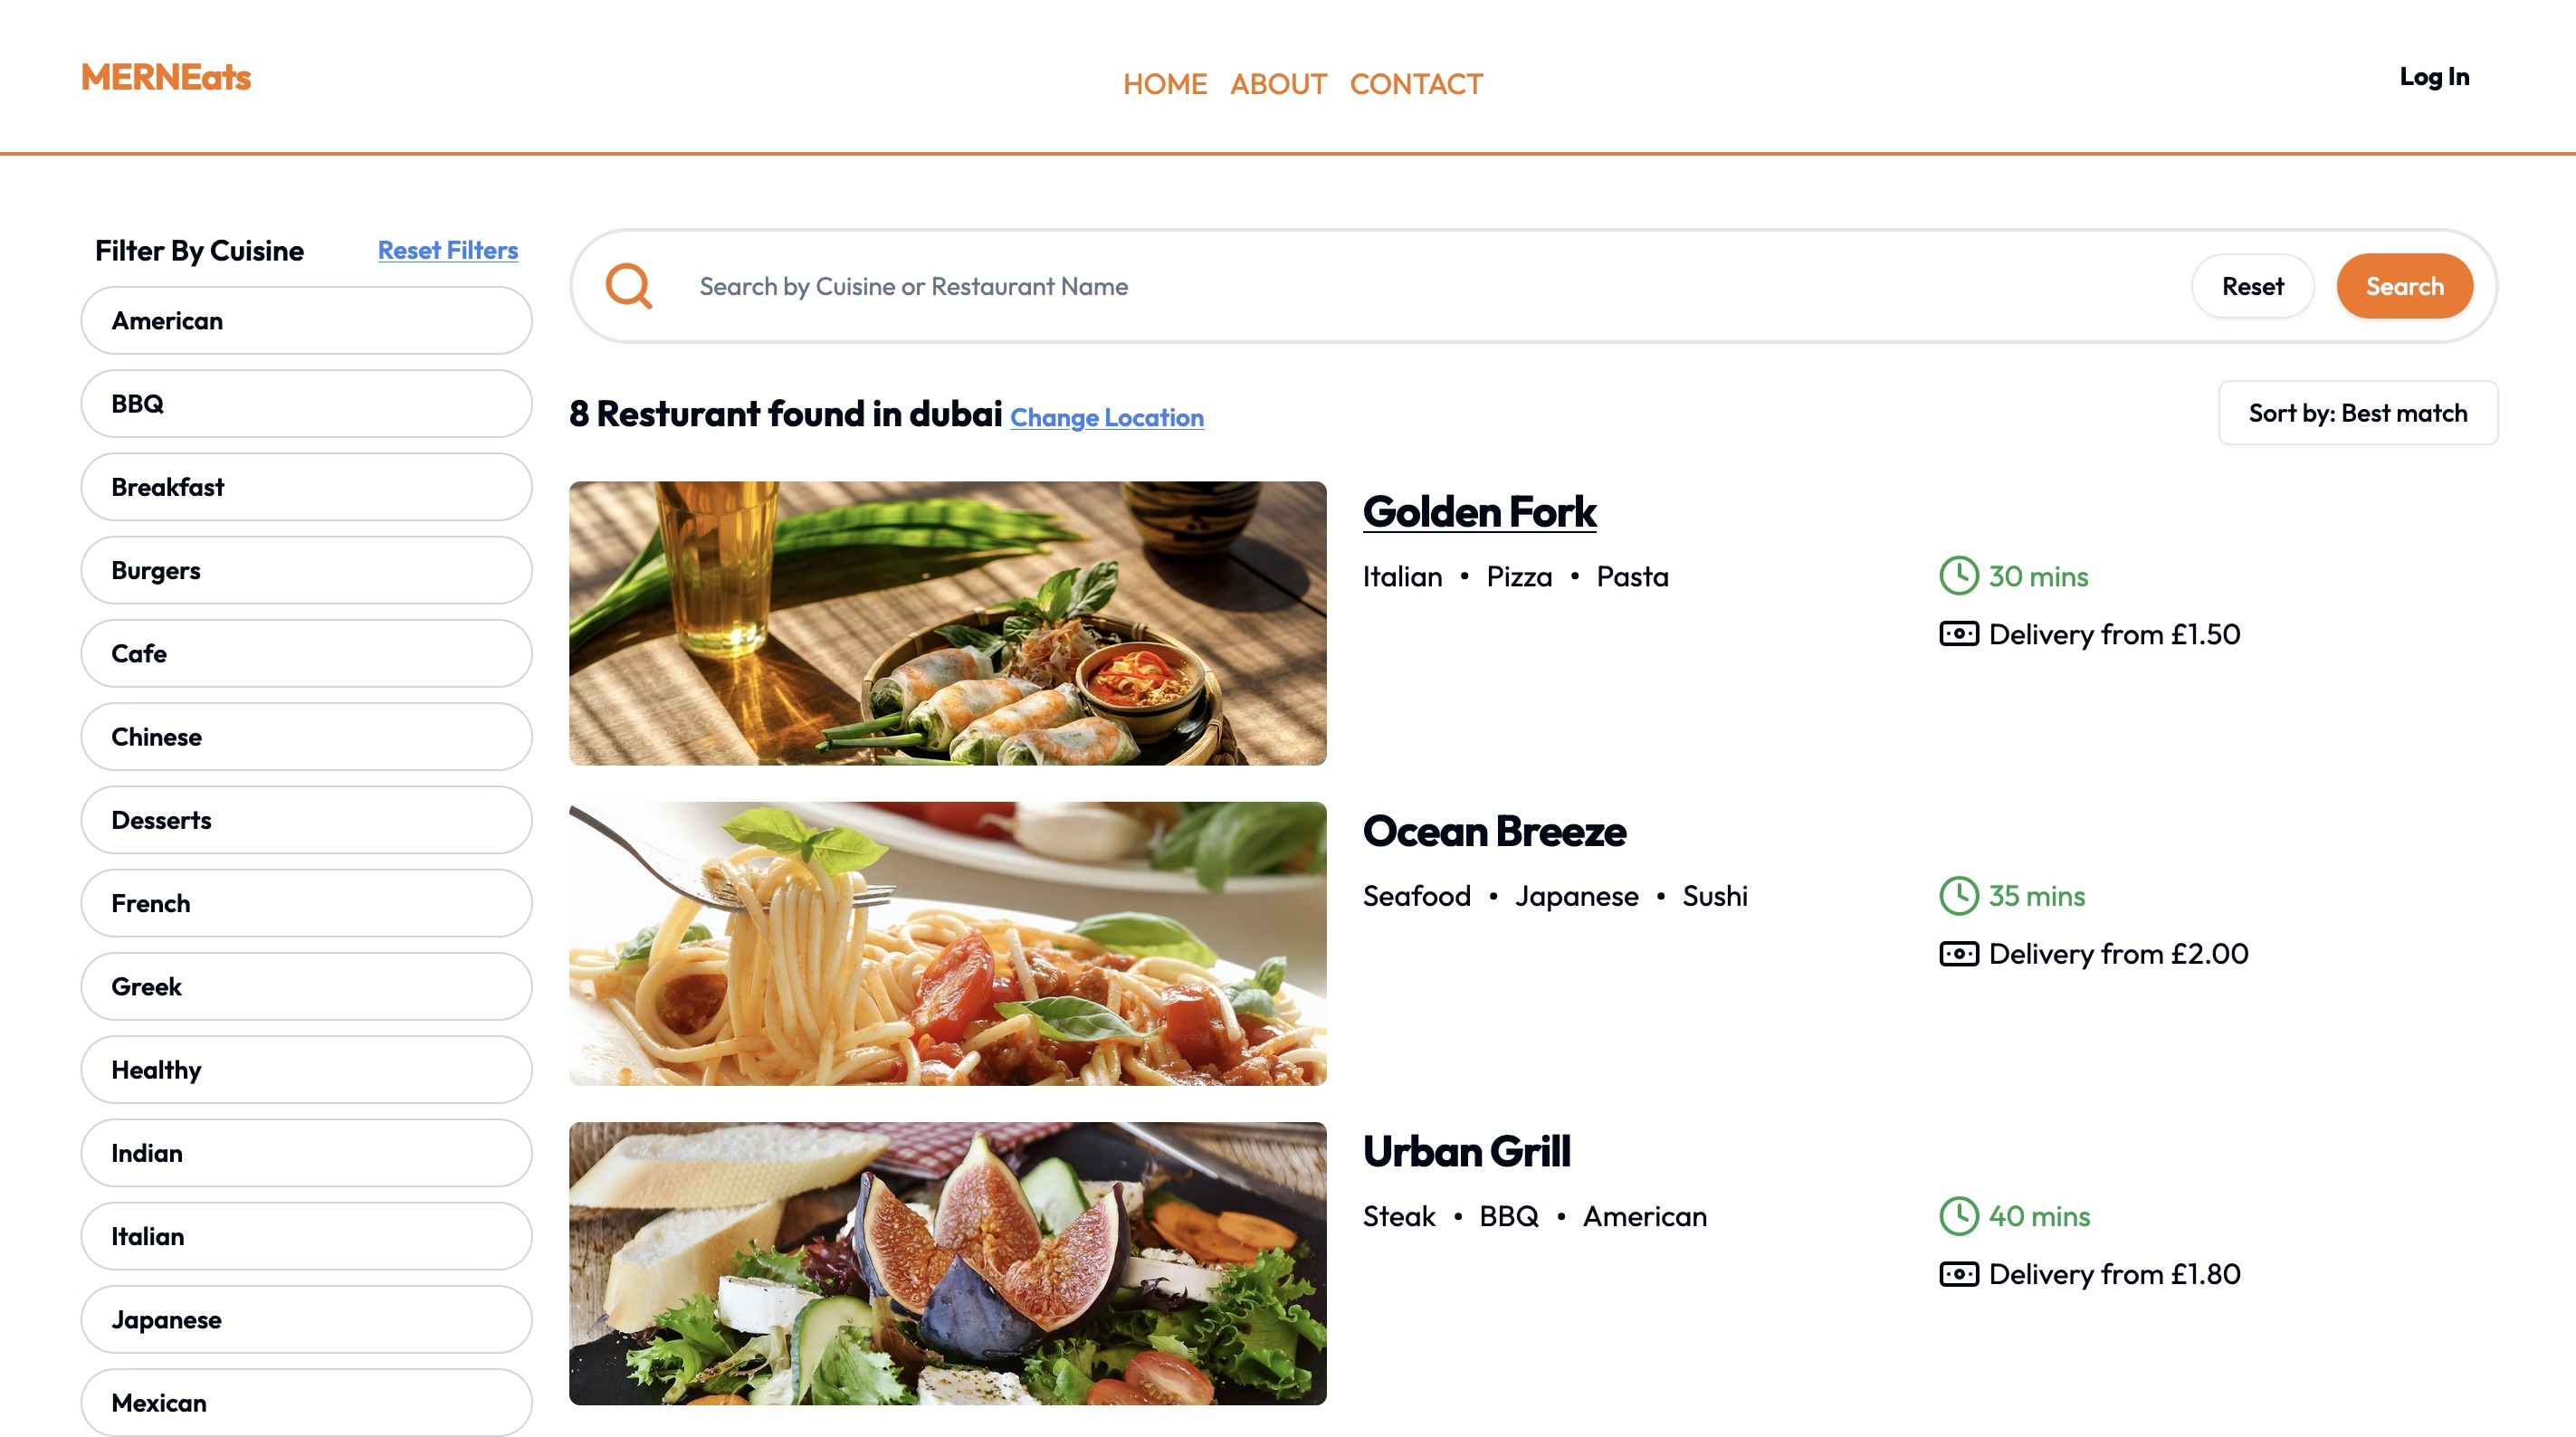 MERNEats
HOME ABOUT CONTACT
Log In
Filter By Cuisine
Reset Filters
American
BBQ
Breakfast
Burgers
Cafe
Chinese
Desserts
French
Greek
Healthy
Indian
Italian
Japanese
Mexican
Search by Cuisine or Restaurant Name
Reset
Search
8 Resturant found in dubai Change Location
Sort by: Best match
Golden Fork
Italian • Pizza • Pasta
30 mins
Delivery from £1.50
Ocean Breeze
Seafood • Japanese • Sushi
35 mins
Delivery from £2.00
Urban Grill
Steak • BBQ • American
40 mins
Delivery from £1.80